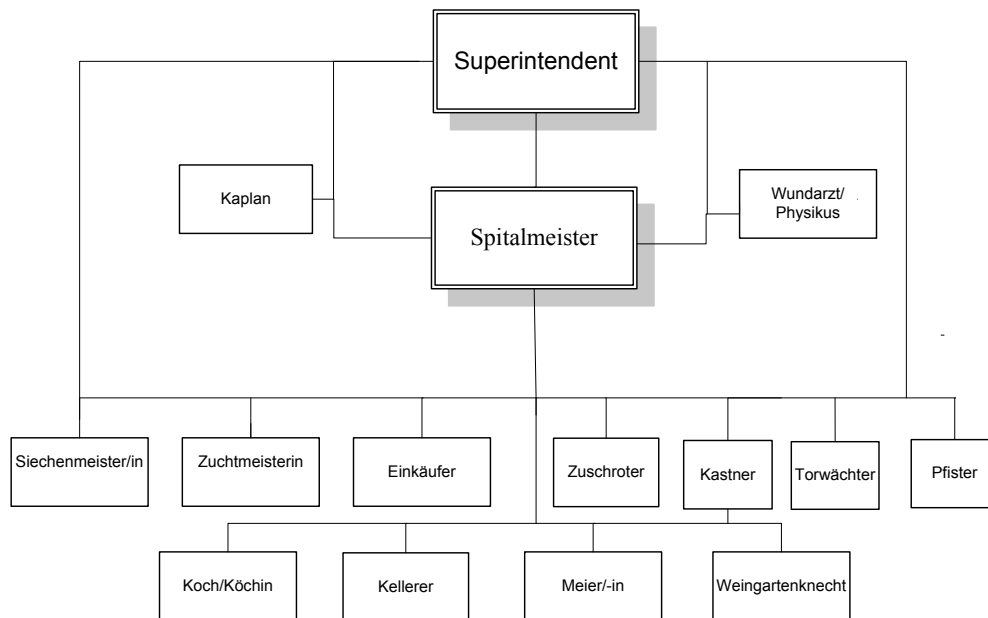 Superintendent
Kaplan
Wundarzt/
Physikus
Spitalmeister
Siechenmeister/in
Zuchtmeisterin
Einkäufer
Zuschroter
Kastner
Torwächter
Pfister
Koch/Köchin
Kellerer
Meier/-in
Weingartenknecht